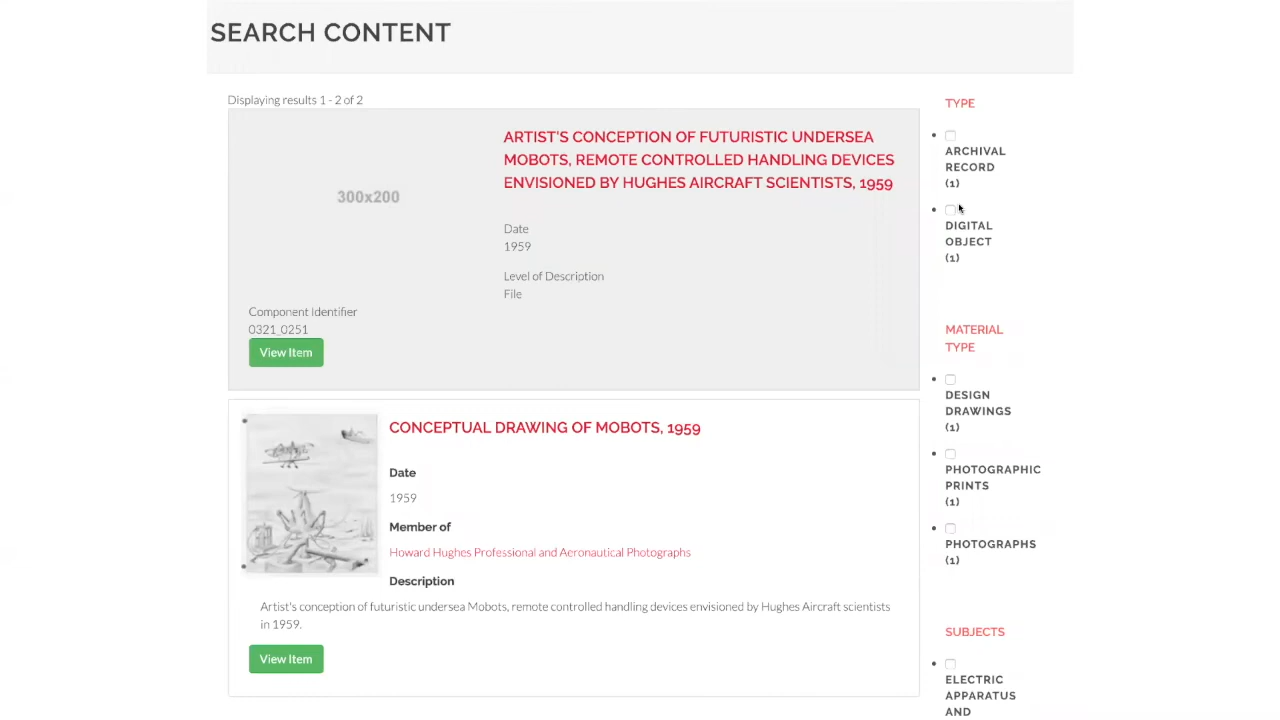 SEARCH CONTENT
Displaying results 1 - 2 of 2
300x200
ARTIST'S CONCEPTION OF FUTURISTIC UNDERSEA
MOBOTS, REMOTE CONTROLLED HANDLING DEVICES
ENVISIONED BY HUGHES AIRCRAFT SCIENTISTS, 1959
Date
1959
Level of Description
File
Component Identifier
0321_0251
View Item
CONCEPTUAL DRAWING OF MOBOTS, 1959
Date
1959
Member of
Howard Hughes Professional and Aeronautical Photographs
Description
Artist's conception of futuristic undersea Mobots, remote controlled handling devices envisioned by Hughes Aircraft scientists
in 1959.
View Item
TYPE
ARCHIVAL
RECORD
(1)
DIGITAL
OBJECT
(1)
MATERIAL
TYPE
DESIGN
DRAWINGS
(1)
PHOTOGRAPHIC
PRINTS
(1)
PHOTOGRAPHS
(1)
SUBJECTS
ELECTRIC
APPARATUS
AND